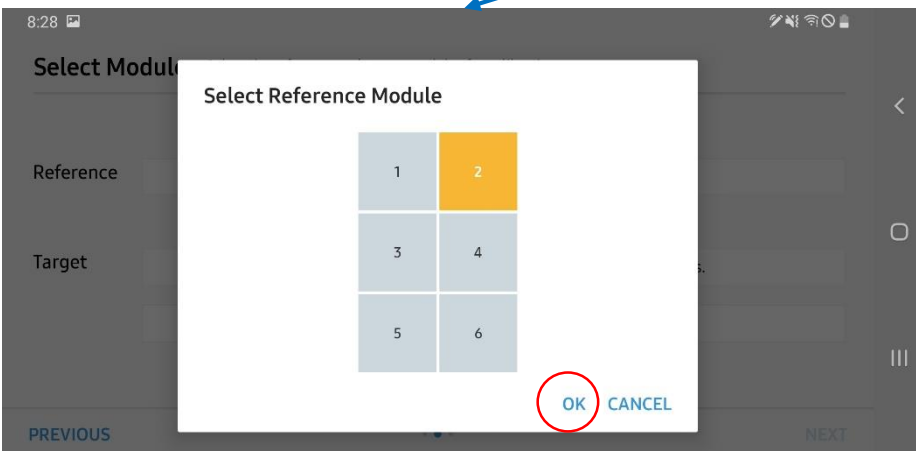 8:28
Select Module
Select Reference Module
1 2
Reference
3 4
Target
s.
5 6
OK CANCEL
PREVIOUS
NEXT